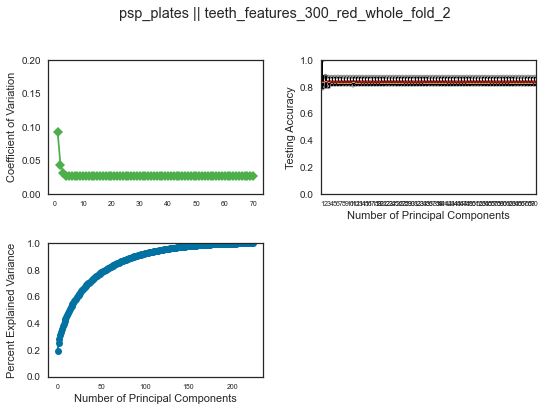 psp_plates || teeth_features_300_red_whole_fold_2
Coefficient of Variation
0.20
0.15
0.10
0.05
0.00
0 10 20 30 40 50 60 70
Testing Accuracy
1.0
0.8
0.6
0.4
0.2
0.0
Number of Principal Components
Percent Explained Variance
1.0
0.8
0.6
0.4
0.2
0.0
0 50 100 150 200
Number of Principal Components